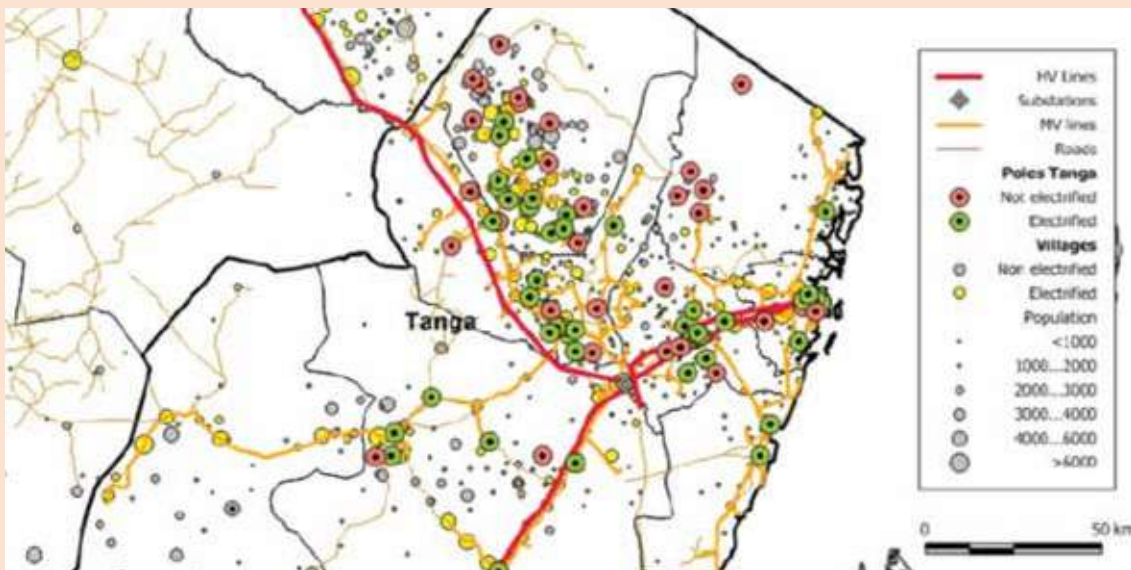 Tanga
HV Lines
Substations
MV lines
Roads
Poles Tanga
Not electrified
Electrified
Villages
Non electrified
Electrified
Population
<1000
1000...2000
2000...3000
3000...4000
4000...6000
>6000
0 50 km